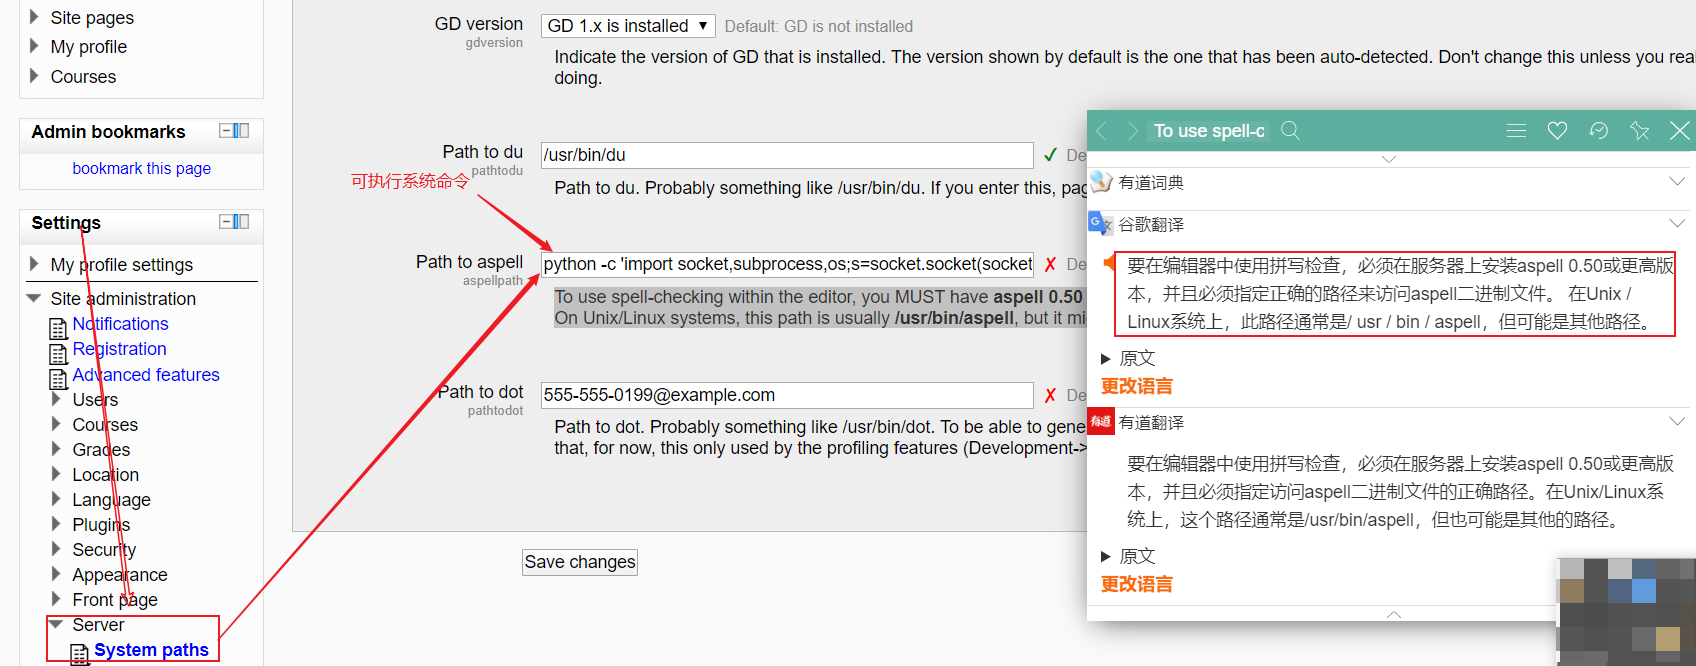 Site pages
My profile
Courses
Admin bookmarks
bookmark this page
Settings
My profile settings
Site administration
Notifications
Registration
Advanced features
Users
Courses
Grades
Location
Language
Plugins
Security
Appearance
Front page
Server
System paths
GD version
gdversion
GD 1.x is installed
Default: GD is not installed
Indicate the version of GD that is installed. The version shown by default is the one that has been auto-detected. Don't change this unless you rea
doing.
Path to du
pathtodu
/usr/bin/du
De
Path to du. Probably something like /usr/bin/du. If you enter this, pag
可执行系统命令
Path to aspell
aspellpath
python -c 'import socket,subprocess,os;s=socket.socket(socket
De
To use spell-checking within the editor, you MUST have aspell 0.50
On Unix/Linux systems, this path is usually /usr/bin/aspell, but it mi
Path to dot
pathtodot
555-555-0199@example.com
De
Path to dot. Probably something like /usr/bin/dot. To be able to gene
that, for now, this only used by the profiling features (Development->
Save changes
To use spell-c
有道词典
谷歌翻译
要在编辑器中使用拼写检查，必须在服务器上安装aspell 0.50或更高版
本，并且必须指定正确的路径来访问aspell二进制文件。 在Unix /
Linux系统上，此路径通常是/ usr / bin / aspell，但可能是其他路径。
原文
更改语言
有道
有道翻译
要在编辑器中使用拼写检查，必须在服务器上安装aspell 0.50或更高版
本，并且必须指定访问aspell二进制文件的正确路径。在Unix/Linux系
统上，这个路径通常是/usr/bin/aspell，但也可能是其他的路径。
原文
更改语言